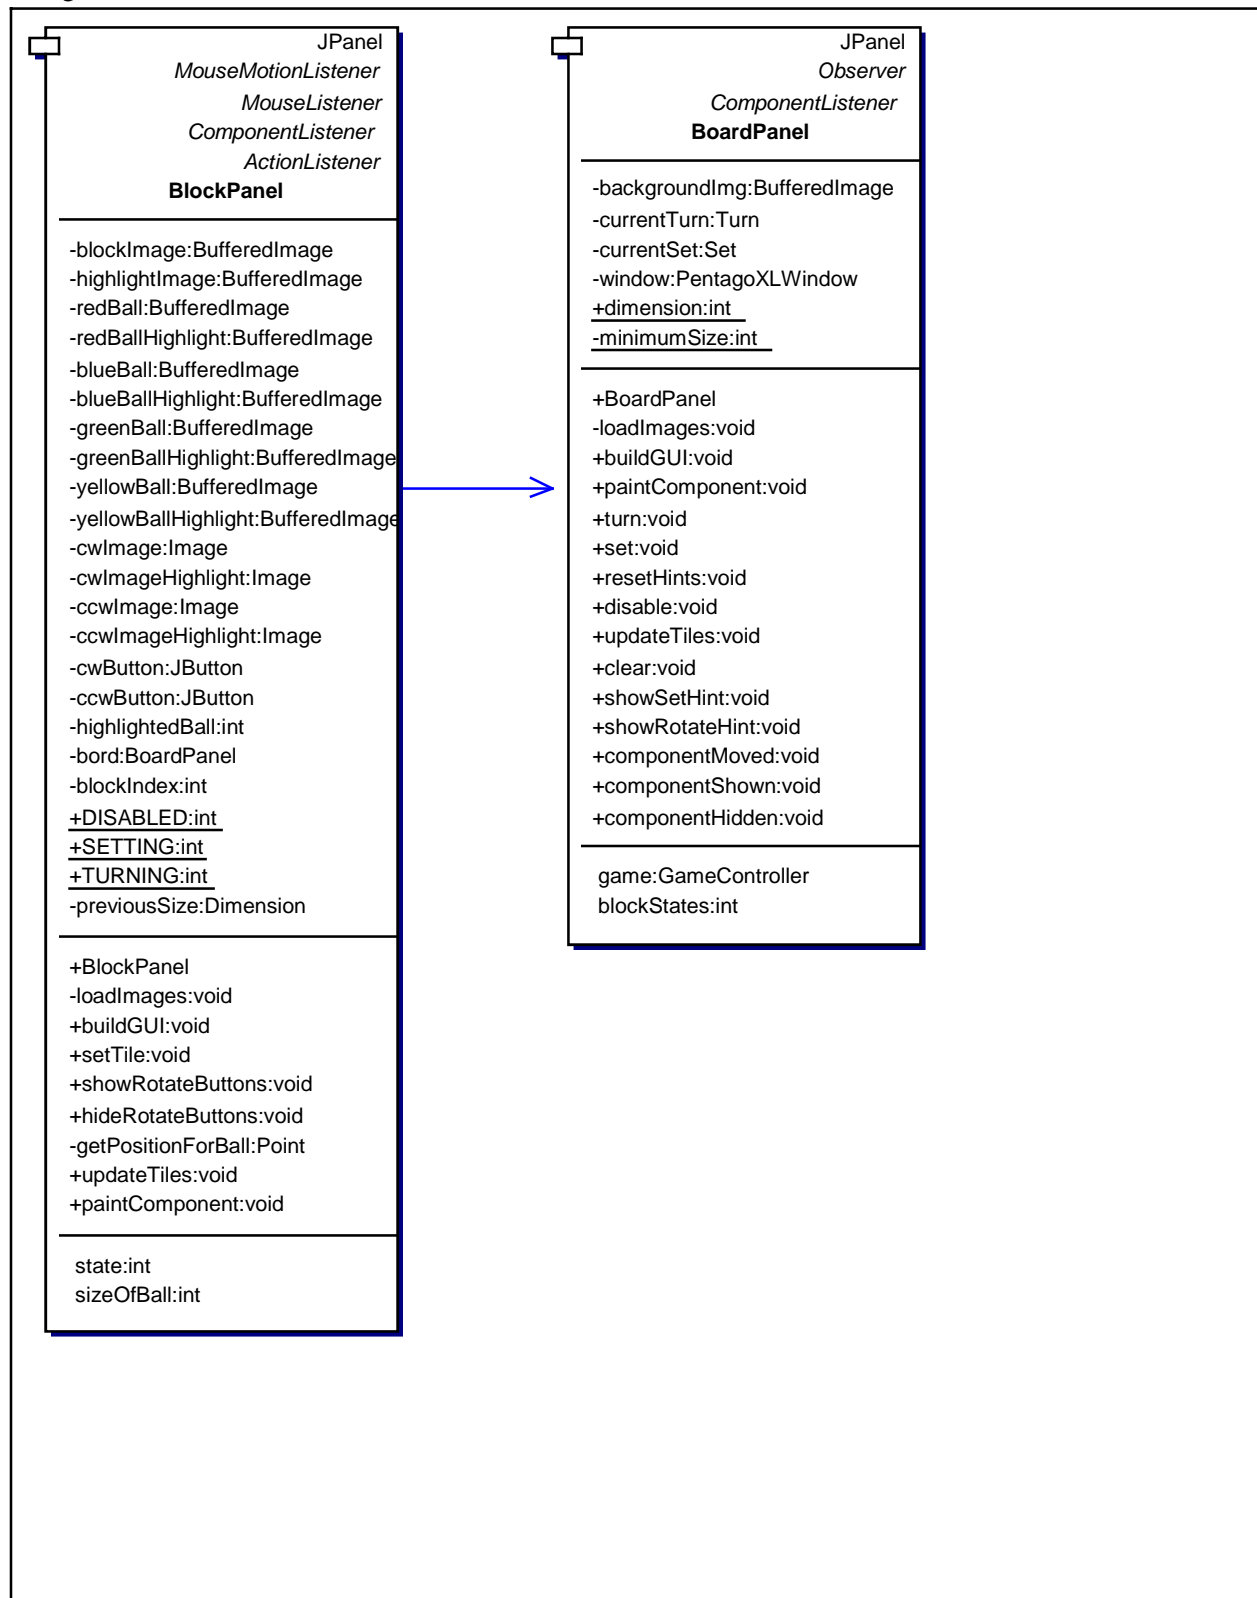 JPanel
MouseMotionListener
MouseListener
ComponentListener
ActionListener
BlockPanel
-blockImage:BufferedImage
-highlightImage:BufferedImage
-redBall:BufferedImage
-redBallHighlight:BufferedImage
-blueBall:BufferedImage
-blueBallHighlight:BufferedImage
-greenBall:BufferedImage
-greenBallHighlight:BufferedImage
-yellowBall:BufferedImage
-yellowBallHighlight:BufferedImage
-cwImage:Image
-cwImageHighlight:Image
-ccwImage:Image
-ccwImageHighlight:Image
-cwButton:JButton
-ccwButton:JButton
-highlightedBall:int
-bord:BoardPanel
-blockIndex:int
+DISABLED:int
+SETTING:int
+TURNING:int
-previousSize:Dimension
+BlockPanel
-loadImages:void
+buildGUI:void
+setTile:void
+showRotateButtons:void
+hideRotateButtons:void
-getPositionForBall:Point
+updateTiles:void
+paintComponent:void
state:int
sizeOfBall:int
JPanel
Observer
ComponentListener
BoardPanel
-backgroundImg:BufferedImage
-currentTurn:Turn
-currentSet:Set
-window:PentagoXLWindow
+dimension:int
-minimumSize:int
+BoardPanel
-loadImages:void
+buildGUI:void
+paintComponent:void
+turn:void
+set:void
+resetHints:void
+disable:void
+updateTiles:void
+clear:void
+showSetHint:void
+showRotateHint:void
+componentMoved:void
+componentShown:void
+componentHidden:void
game:GameController
blockStates:int